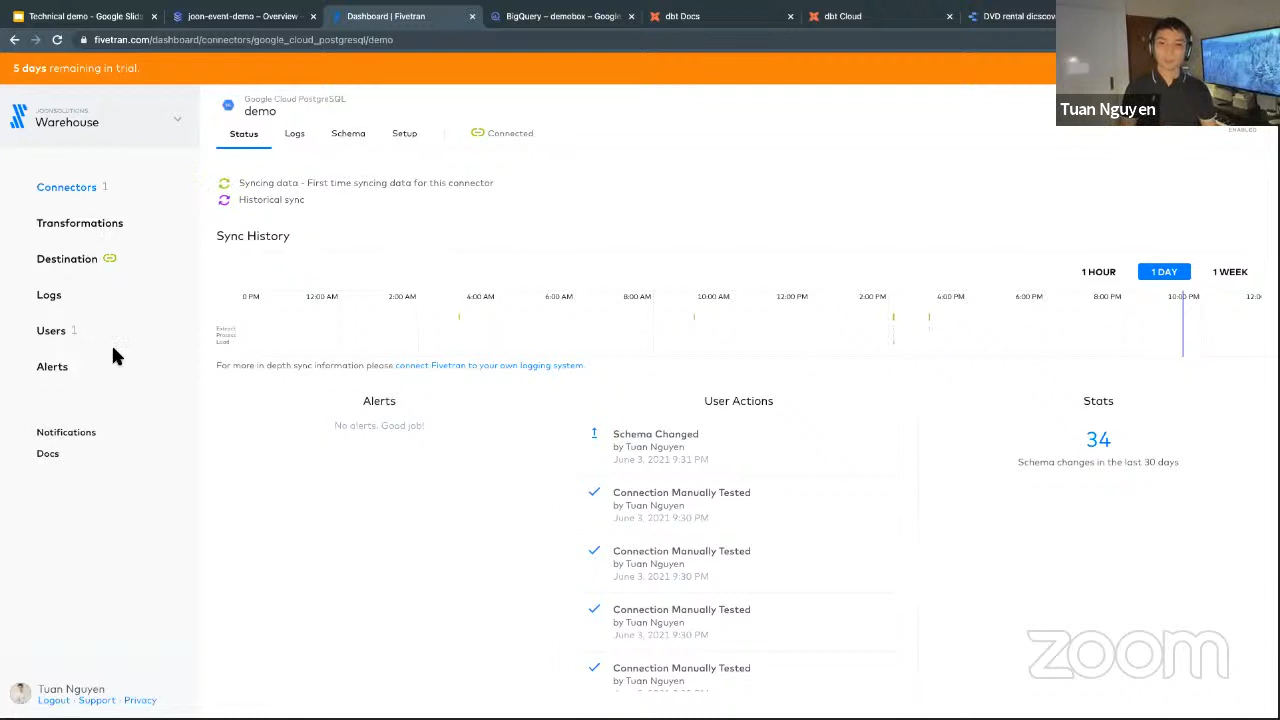 Technical demo - Google Slides
joon-event-demo – Overview –
Dashboard | Fivetran
BigQuery – demobox – Google
dbt Docs
dbt Cloud
DVD rental dicscove
fivetran.com/dashboard/connectors/google_cloud_postgresql/demo
5 days remaining in trial.
Tuan Nguyen
JOONSOLUTIONS
Warehouse
Google Cloud PostgreSQL
demo
ENABLED
Status
Logs
Schema
Setup
Connected
Connectors 1
Transformations
Destination
Logs
Users 1
Alerts
Notifications
Docs
Syncing data - First time syncing data for this connector
Historical sync
Sync History
1 HOUR
1 DAY
1 WEEK
0 PM
12:00 AM
2:00 AM
4:00 AM
6:00 AM
8:00 AM
10:00 AM
12:00 PM
2:00 PM
4:00 PM
6:00 PM
8:00 PM
10:00 PM
12:0
Extract
Process
Load
For more in depth sync information please connect Fivetran to your own logging system.
Alerts
No alerts. Good job!
User Actions
Schema Changed
by Tuan Nguyen
June 3, 2021 9:31 PM
Connection Manually Tested
by Tuan Nguyen
June 3, 2021 9:30 PM
Connection Manually Tested
by Tuan Nguyen
June 3, 2021 9:30 PM
Connection Manually Tested
by Tuan Nguyen
June 3, 2021 9:30 PM
Connection Manually Tested
by Tuan Nguyen
Stats
34
Schema changes in the last 30 days
Tuan Nguyen
Logout · Support · Privacy
zoom